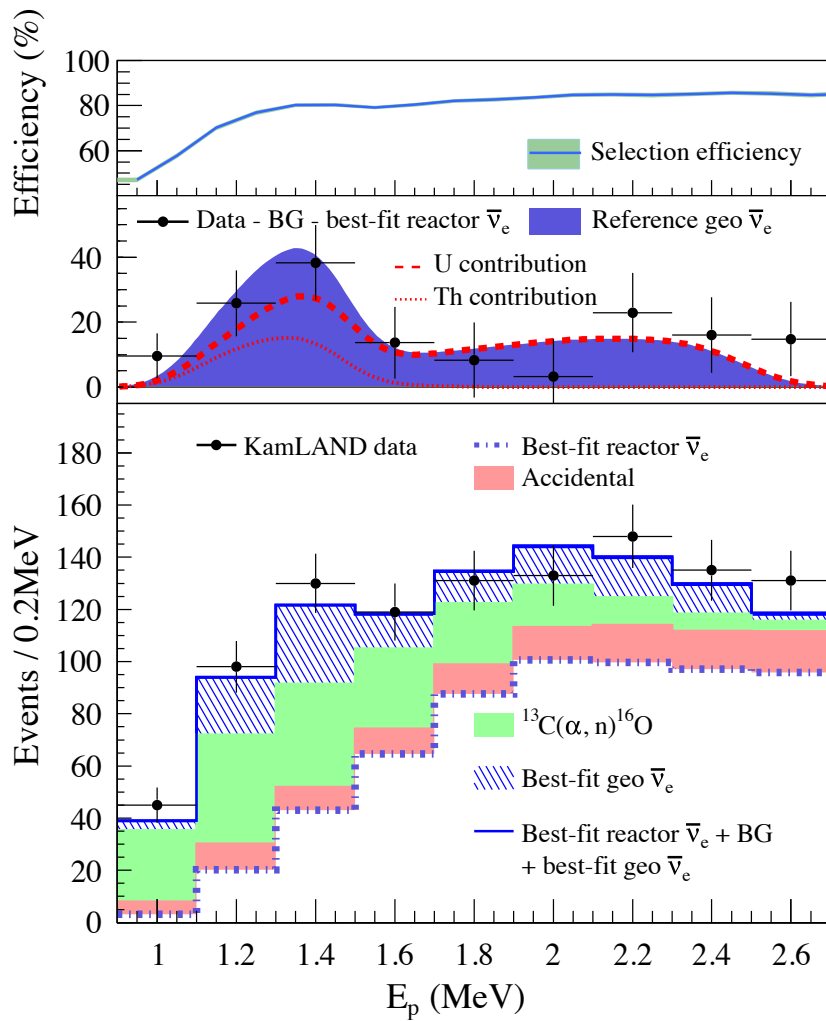 Efficiency (%)
100
80
60
Selection efficiency
Data - BG - best-fit reactor ν̅e
Reference geo ν̅e
40
20
0
U contribution
Th contribution
Events / 0.2MeV
180
160
140
120
100
80
60
40
20
0
KamLAND data
Best-fit reactor ν̅e
Accidental
¹³C(α, n)¹⁶O
Best-fit geo ν̅e
Best-fit reactor ν̅e + BG
+ best-fit geo ν̅e
1 1.2 1.4 1.6 1.8 2 2.2 2.4 2.6
Ep (MeV)